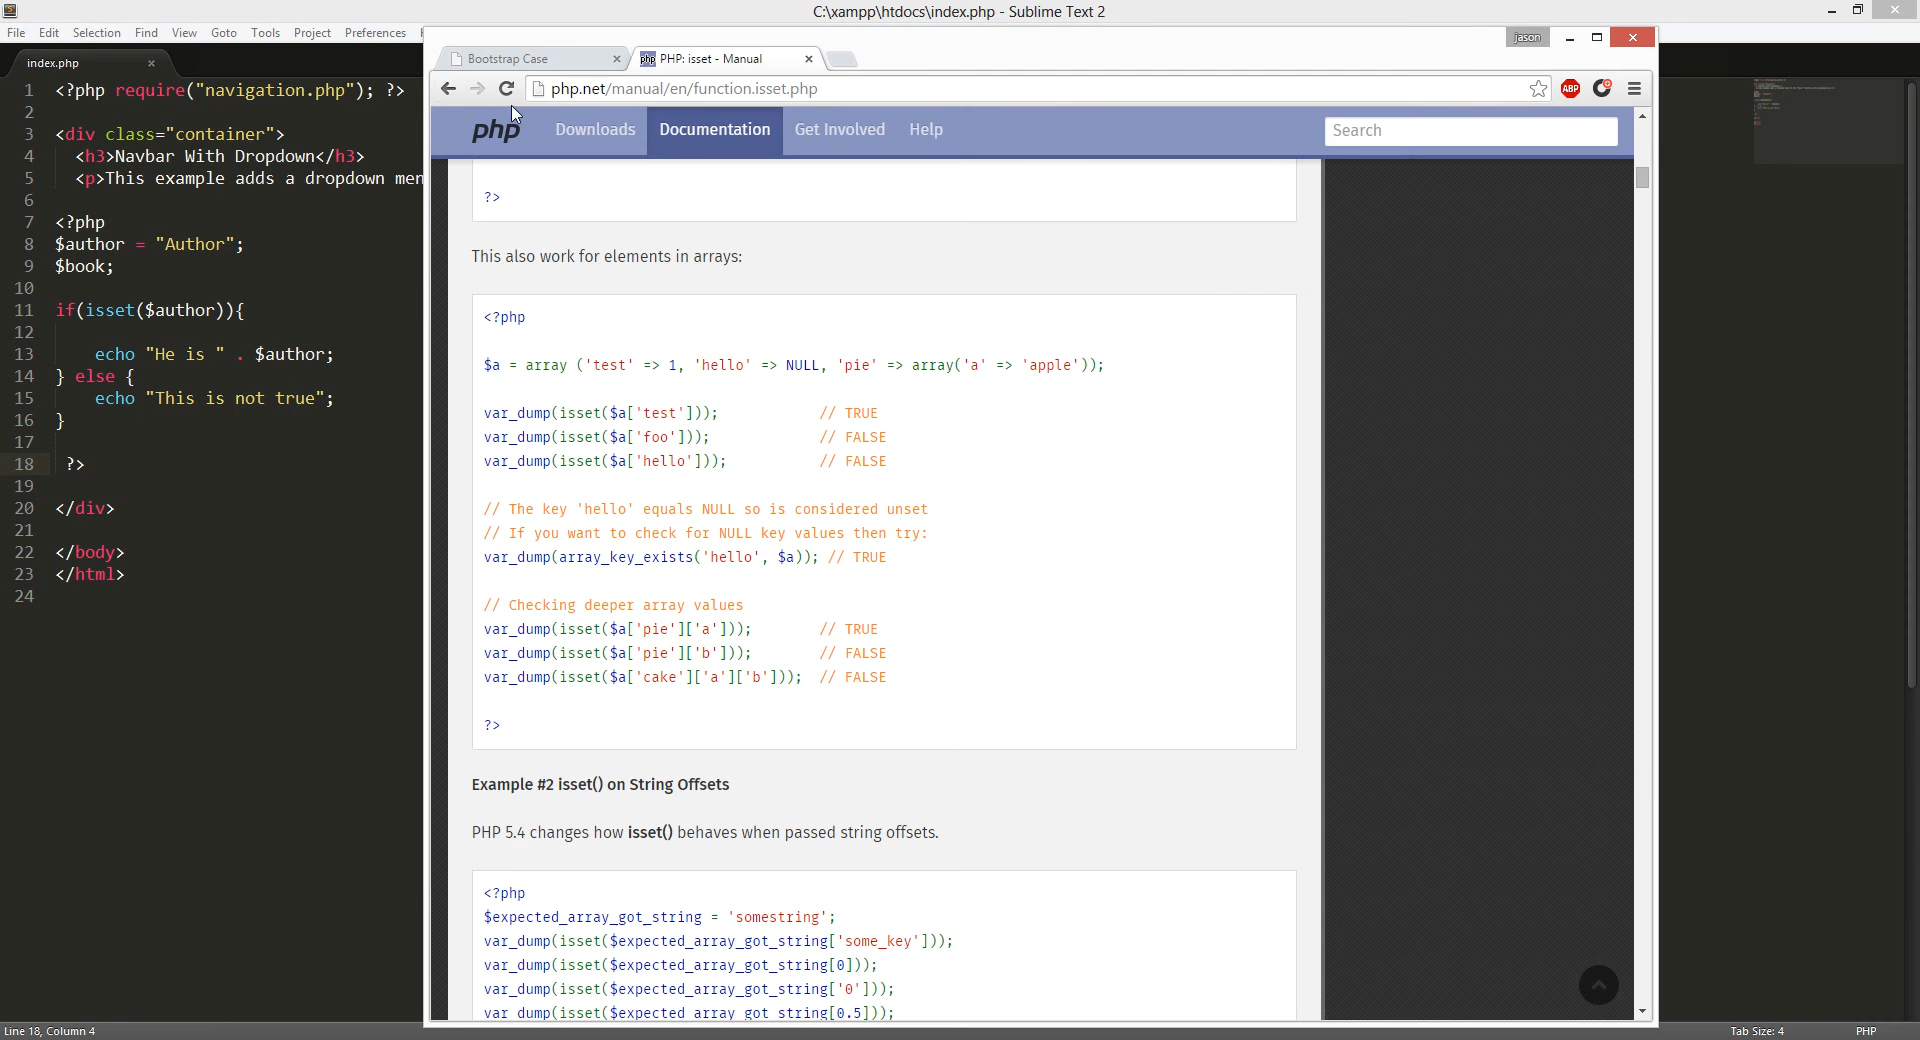 C:\xampp\htdocs\index.php - Sublime Text 2
File Edit Selection Find View Goto Tools Project Preferences
jason
index.php
Bootstrap Case
php PHP: isset - Manual
php.net/manual/en/function.isset.php
ABP
php Downloads Documentation Get Involved Help Search
1 <?php require("navigation.php"); ?>
2
3 <div class="container">
4 <h3>Navbar With Dropdown</h3>
5 <p>This example adds a dropdown men
6
7 <?php
8 $author = "Author";
9 $book;
10
11 if(isset($author)){
12
13 echo "He is " . $author;
14 } else {
15 echo "This is not true";
16 }
17
18 ?>
19
20 </div>
21
22 </body>
23 </html>
24
?>
This also work for elements in arrays:
<?php
$a = array ('test' => 1, 'hello' => NULL, 'pie' => array('a' => 'apple'));
var_dump(isset($a['test'])); // TRUE
var_dump(isset($a['foo'])); // FALSE
var_dump(isset($a['hello'])); // FALSE
// The key 'hello' equals NULL so is considered unset
// If you want to check for NULL key values then try:
var_dump(array_key_exists('hello', $a)); // TRUE
// Checking deeper array values
var_dump(isset($a['pie']['a'])); // TRUE
var_dump(isset($a['pie']['b'])); // FALSE
var_dump(isset($a['cake']['a']['b'])); // FALSE
?>
Example #2 isset() on String Offsets
PHP 5.4 changes how isset() behaves when passed string offsets.
<?php
$expected_array_got_string = 'somestring';
var_dump(isset($expected_array_got_string['some_key']));
var_dump(isset($expected_array_got_string[0]));
var_dump(isset($expected_array_got_string['0']));
var_dump(isset($expected_array_got_string[0.5]));
Line 18, Column 4
Tab Size: 4 PHP